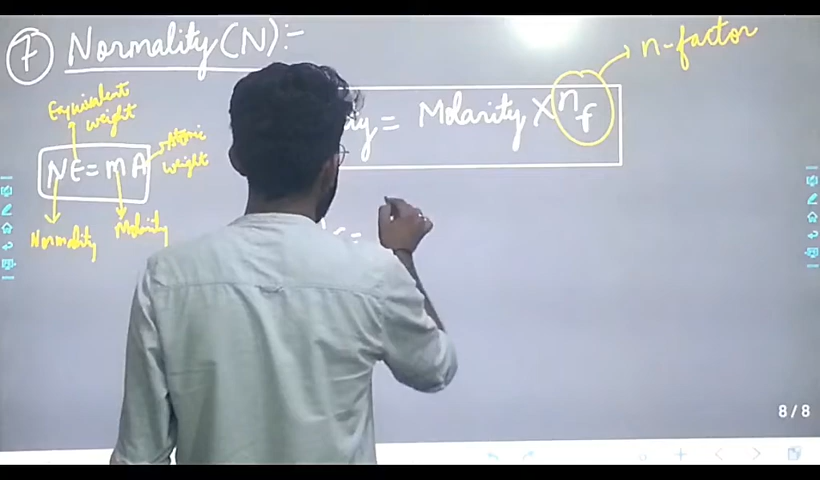 7 Normality (N):-
n-factor
= Molarity × nf
Equivalent
weight
Atomic
weight
NE = MA
Normality
Molarity
=
8/8